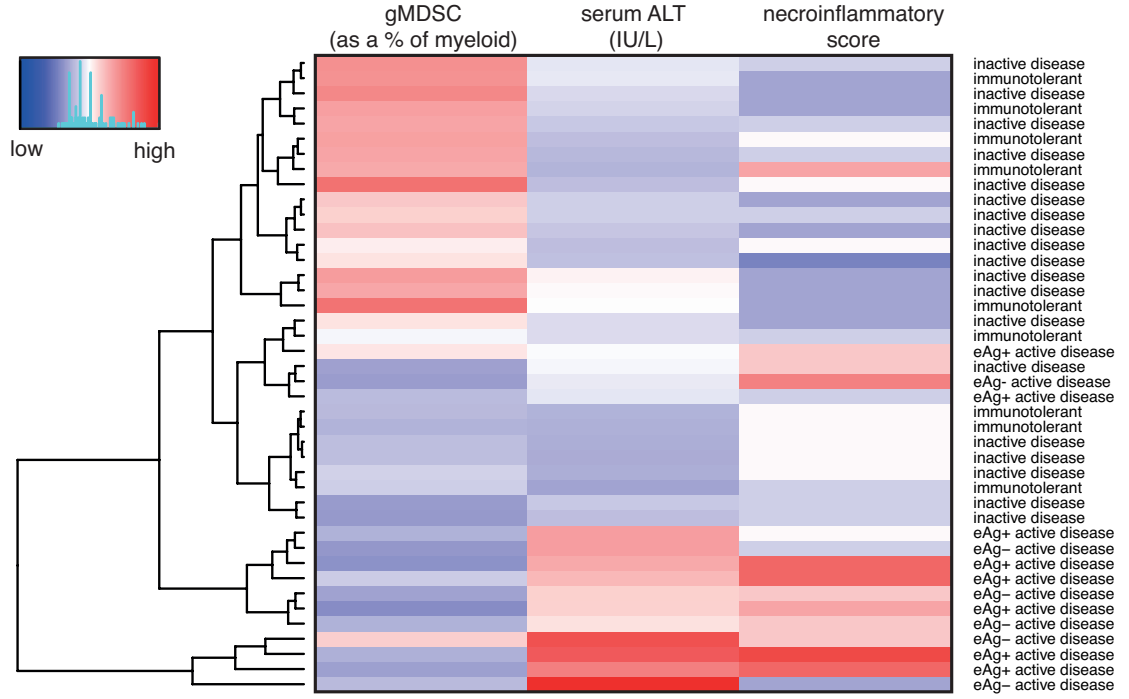 gMDSC
(as a % of myeloid)
serum ALT
(IU/L)
necroinflammatory
score
low
high
inactive disease
immunotolerant
inactive disease
immunotolerant
inactive disease
immunotolerant
inactive disease
immunotolerant
inactive disease
inactive disease
inactive disease
inactive disease
inactive disease
inactive disease
inactive disease
inactive disease
immunotolerant
inactive disease
immunotolerant
eAg+ active disease
inactive disease
eAg- active disease
eAg+ active disease
immunotolerant
immunotolerant
inactive disease
inactive disease
inactive disease
immunotolerant
inactive disease
inactive disease
eAg+ active disease
eAg− active disease
eAg+ active disease
eAg+ active disease
eAg− active disease
eAg+ active disease
eAg− active disease
eAg− active disease
eAg+ active disease
eAg+ active disease
eAg− active disease